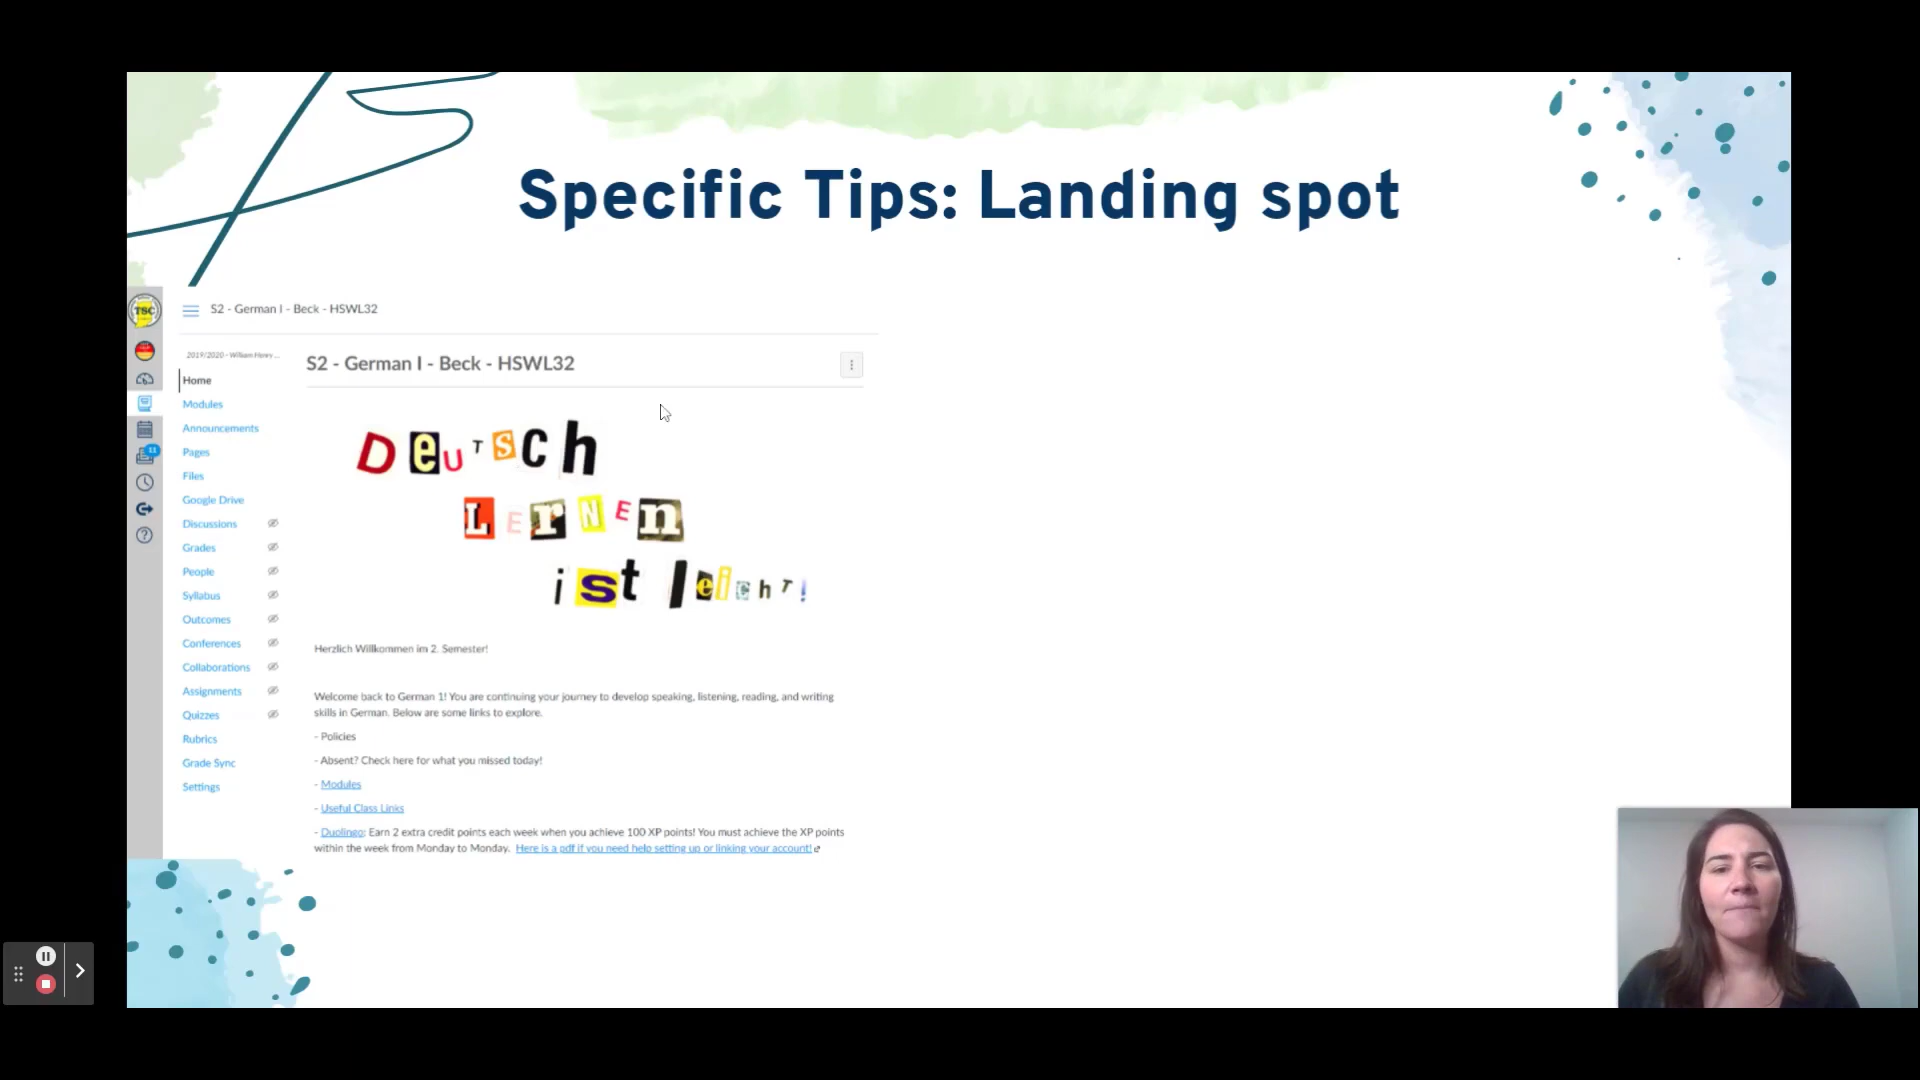 Specific Tips: Landing spot
TSC
S2 - German I - Beck - HSWL32
2019/2020 - William Henry ...
S2 - German I - Beck - HSWL32
Home
Modules
Announcements
Pages
11
Files
Google Drive
Discussions
Grades
People
Syllabus
Outcomes
Conferences
Collaborations
Assignments
Quizzes
Rubrics
Grade Sync
Settings
DeuTSch
LErNEn
ist leichT!
Herzlich Willkommen im 2. Semester!
Welcome back to German 1! You are continuing your journey to develop speaking, listening, reading, and writing
skills in German. Below are some links to explore.
- Policies
- Absent? Check here for what you missed today!
- Modules
- Useful Class Links
- Duolingo: Earn 2 extra credit points each week when you achieve 100 XP points! You must achieve the XP points
within the week from Monday to Monday. Here is a pdf if you need help setting up or linking your account!